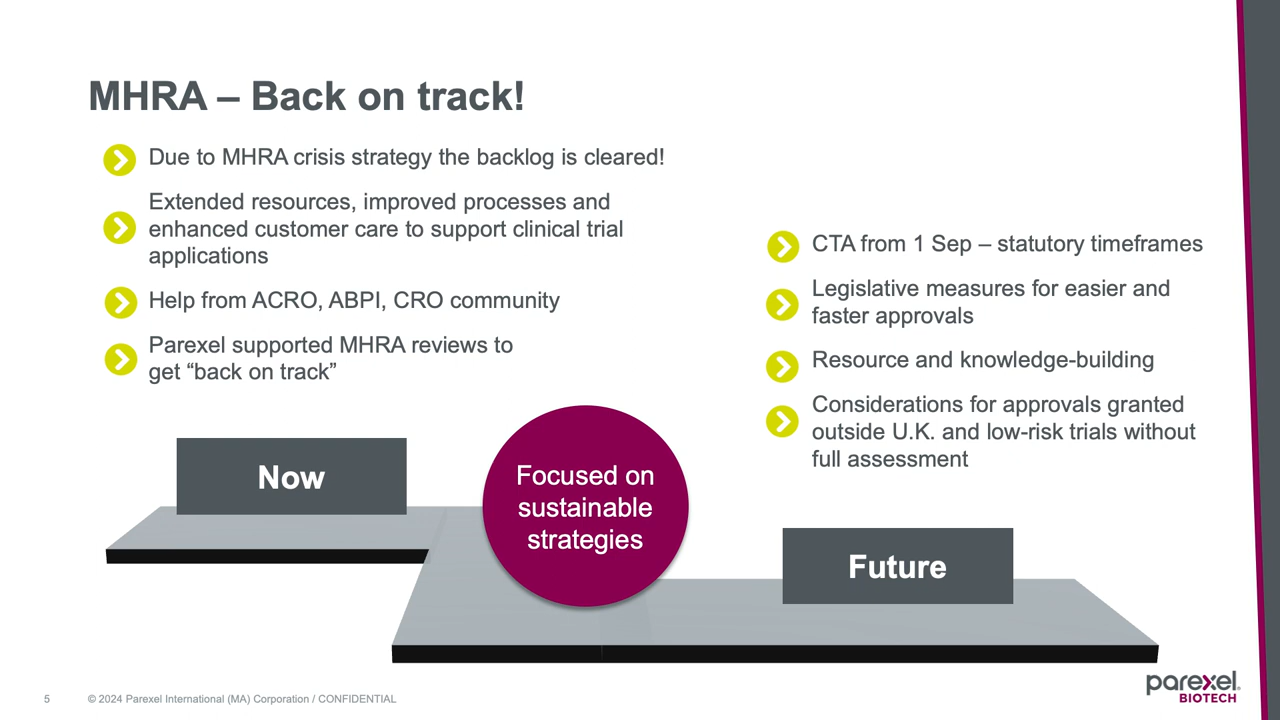 MHRA – Back on track!
Due to MHRA crisis strategy the backlog is cleared!
Extended resources, improved processes and
enhanced customer care to support clinical trial
applications
Help from ACRO, ABPI, CRO community
Parexel supported MHRA reviews to
get “back on track”
CTA from 1 Sep – statutory timeframes
Legislative measures for easier and
faster approvals
Resource and knowledge-building
Considerations for approvals granted
outside U.K. and low-risk trials without
full assessment
Now
Focused on
sustainable
strategies
Future
5
© 2024 Parexel International (MA) Corporation / CONFIDENTIAL
parexel®
BIOTECH